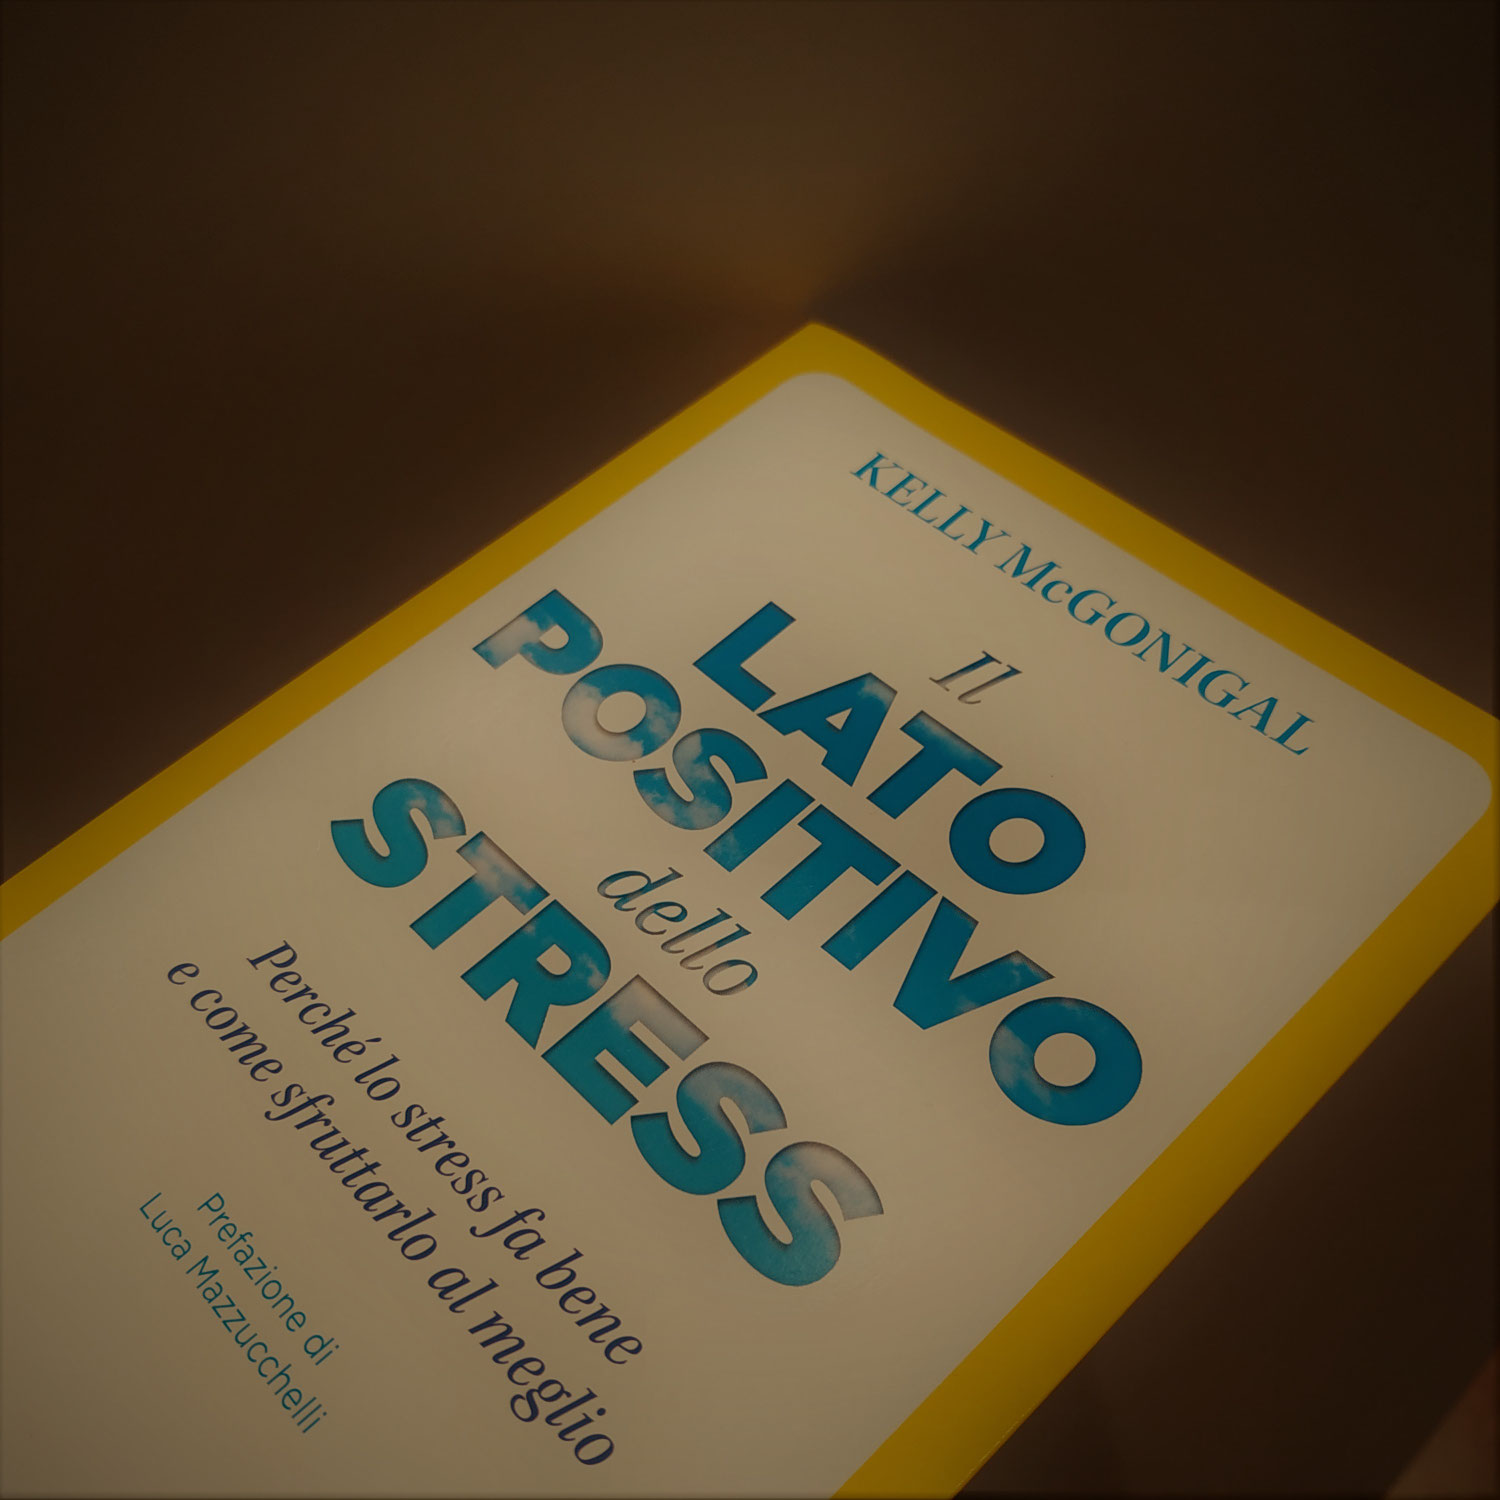 KELLY McGONIGAL
Il
LATO
POSITIVO
dello
STRESS
Perché lo stress fa bene
e come sfruttarlo al meglio
Prefazione di
Luca Mazzucchelli